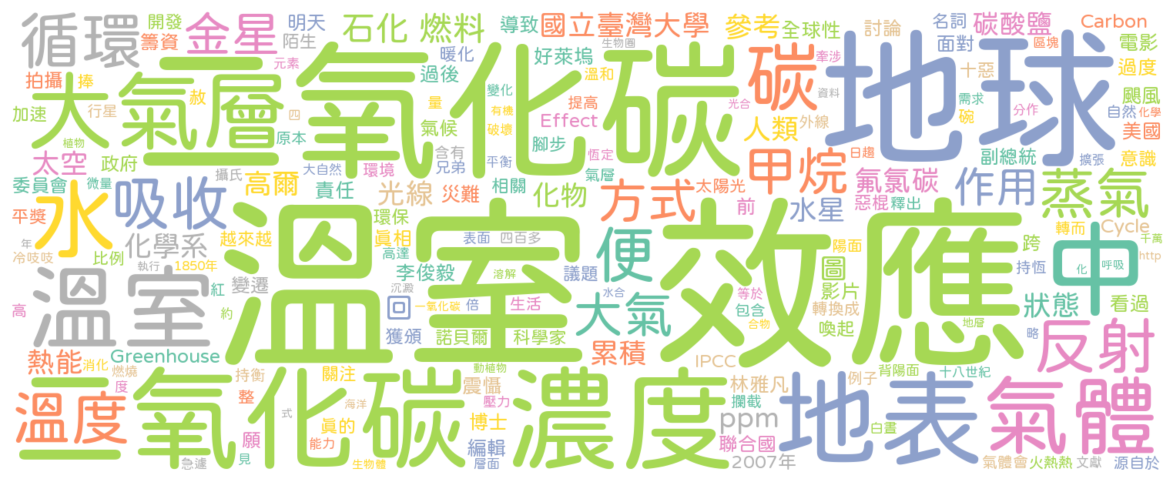 溫室效應
二氧化碳
地球
二氧化碳濃度
地表
氣體
大氣層
中
水
溫室
吸收
循環
金星
石化 燃料
國立臺灣大學
參考
碳酸鹽
Carbon
開發
籌資
明天
陌生
導致
暖化
過後
好萊塢
生物圈
溫和
全球性
牽涉
討論
名詞
面對
區塊
電影
過度
十惡
拍攝
捧
元素
行星
加速
赦
四
植物
原本
氣候
量
變化
有機
破壞
提高
Effect
腳步
光合
資料
碳
人類
外線
日趨
需求
碗
分作
颶風
自然
化學
美國
擴張
意識
副總統
太空
政府
攝氏
大自然
環境
含有
兄弟
平衡
氣層
恆定
甲烷
氟氯碳
作用
蒸氣
委員會
微量
高爾
責任
光線
災難
相關
化物
方式
太陽光
前
水星
惡棍
釋出
轉而
Cycle
千萬
平獎
年
冷吱吱
比例
越來越
化學系
執行
1850年
環保
眞相
高達
表面
四百多
李俊毅
溶解
議題
便
大氣
陽面
圖
影片
跨
持恆
http
化
呼吸
高
紅
約
變遷
沉澱
一氧化碳
倍
生活
水合
回
獲頒
諾貝爾
科學家
累積
等於
包含
合物
轉換成
喚起
地層
狀態
略
看過
反射
熱能
消化
燃燒
Greenhouse
持衡
關注
震懾
動植物
IPCC
背陽面
十八世紀
例子
林雅凡
攔截
溫度
度
整
願
見
急遽
式
眞的
能力
海洋
壓力
生物體
博士
編輯
層面
ppm
聯合國
2007年
白晝
氣體會
火熱熱
文獻
源自於